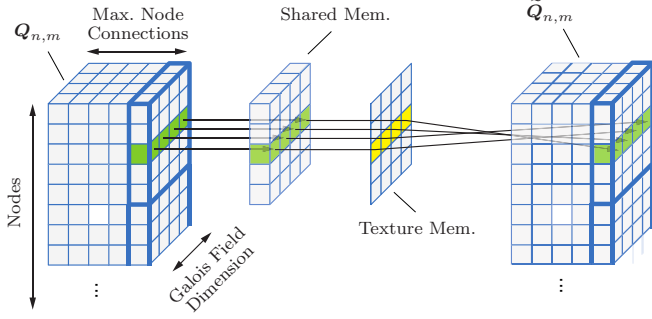 Max. Node
Connections
Q_{n,m}
Shared Mem.
Q̃_{n,m}
Nodes
Galois Field
Dimension
Texture Mem.
...
...